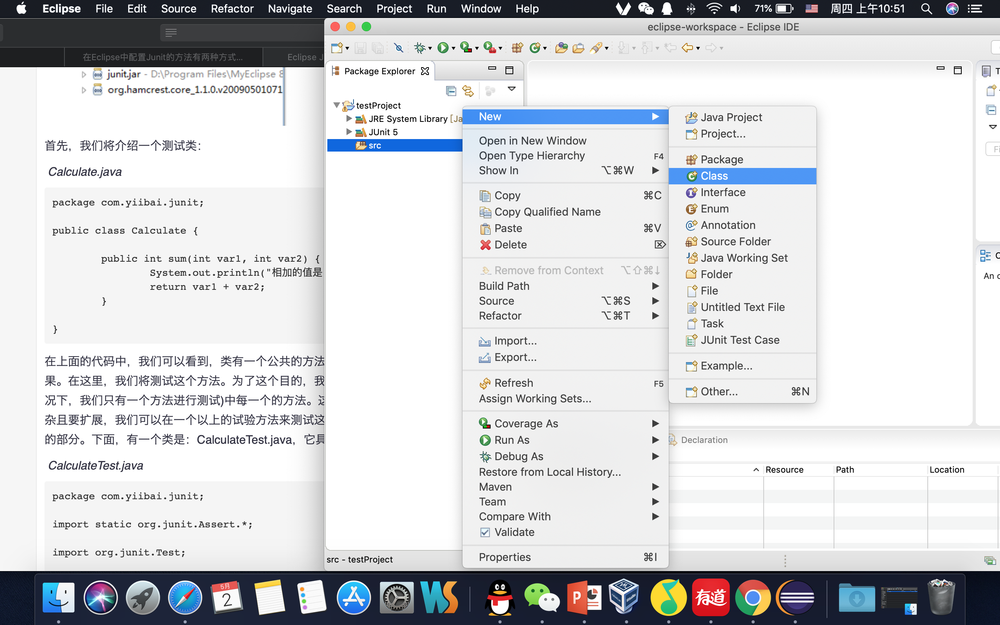 Eclipse File Edit Source Refactor Navigate Search Project Run Window Help 71% 周四 上午10:51
eclipse-workspace - Eclipse IDE
在Eclipse中配置Junit的方法有两种方式...
Eclipse J
junit.jar - D:\Program Files\MyEclipse 8
org.hamcrest.core_1.1.0.v20090501071
首先，我们将介绍一个测试类：
Calculate.java
package com.yiibai.junit;
public class Calculate {
public int sum(int var1, int var2) {
System.out.println("相加的值是
return var1 + var2;
}
}
在上面的代码中，我们可以看到，类有一个公共的方法
果。在这里，我们将测试这个方法。为了这个目的，我
况下，我们只有一个方法进行测试)中每一个的方法。这
杂且要扩展，我们可以在一个以上的试验方法来测试这
的部分。下面，有一个类是：CalculateTest.java，它具
CalculateTest.java
package com.yiibai.junit;
import static org.junit.Assert.*;
import org.junit.Test;
Package Explorer
testProject
JRE System Library [Ja
JUnit 5
src
New
Open in New Window
Open Type Hierarchy F4
Show In ⌥⌘W
Copy ⌘C
Copy Qualified Name
Paste ⌘V
Delete ⌦
Remove from Context ⌥⇧⌘↓
Build Path
Source ⌥⌘S
Refactor ⌥⌘T
Import...
Export...
Refresh F5
Assign Working Sets...
Coverage As
Run As
Debug As
Restore from Local History...
Maven
Team
Compare With
Validate
Properties ⌘I
Java Project
Project...
Package
Class
Interface
Enum
Annotation
Source Folder
Java Working Set
Folder
File
Untitled Text File
Task
JUnit Test Case
Example...
Other... ⌘N
An
Declaration
Resource Path Location
src - testProject
5月
2
WS
P
有道